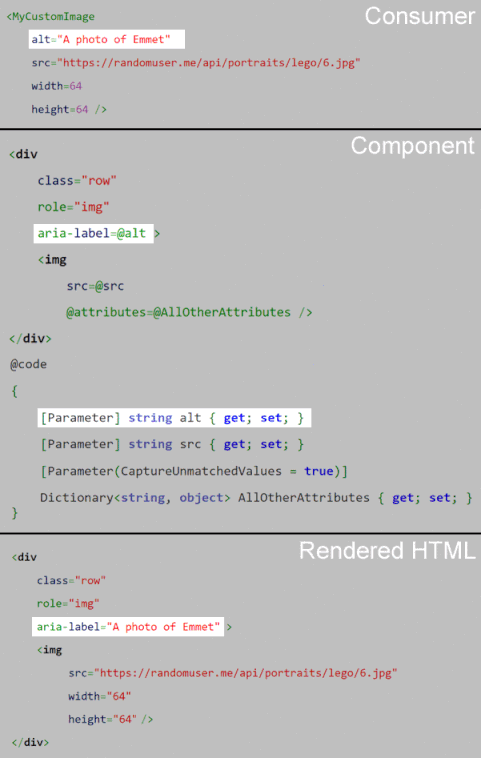 Consumer
<MyCustomImage
alt="A photo of Emmet"
src="https://randomuser.me/api/portraits/lego/6.jpg"
width=64
height=64 />
Component
<div
class="row"
role="img"
aria-label=@alt >
<img
src=@src
@attributes=@AllOtherAttributes />
</div>
@code
{
[Parameter] string alt { get; set; }
[Parameter] string src { get; set; }
[Parameter(CaptureUnmatchedValues = true)]
Dictionary<string, object> AllOtherAttributes { get; set; }
}
Rendered HTML
<div
class="row"
role="img"
aria-label="A photo of Emmet" >
<img
src="https://randomuser.me/api/portraits/lego/6.jpg"
width="64"
height="64" />
</div>